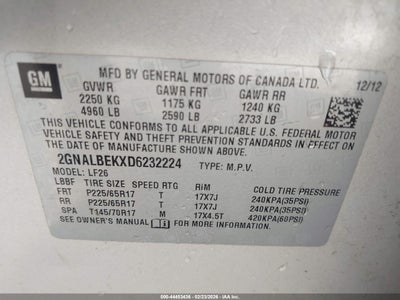 GM
MFD BY GENERAL MOTORS OF CANADA LTD.
GVWR GAWR FRT GAWR RR 12/12
2250 KG 1175 KG 1240 KG
4960 LB 2590 LB 2733 LB
THIS VEHICLE CONFORMS TO ALL APPLICABLE U.S. FEDERAL MOTOR
VEHICLE SAFETY AND THEFT PREVENTION STANDARDS IN EFFECT ON
THE DATE OF MANUFACTURE SHOWN ABOVE.
2GNALBEKXD6232224 TYPE: M.P.V.
MODEL: LF26
LBBF TIRE SIZE SPEED RTG RiM COLD TIRE PRESSURE
FRT P225/65R17 T 17X7J 240KPA(35PSI)
RR P225/65R17 T 17X7J 240KPA(35PSI)
SPA T145/70R17 M 17X4.5T 420KPA(60PSI)
SEE OWNER'S MANUAL FOR ADDITIONAL INFORMATION.
600-44453436 - 02/23/2026 - COPYRIGHT IAA